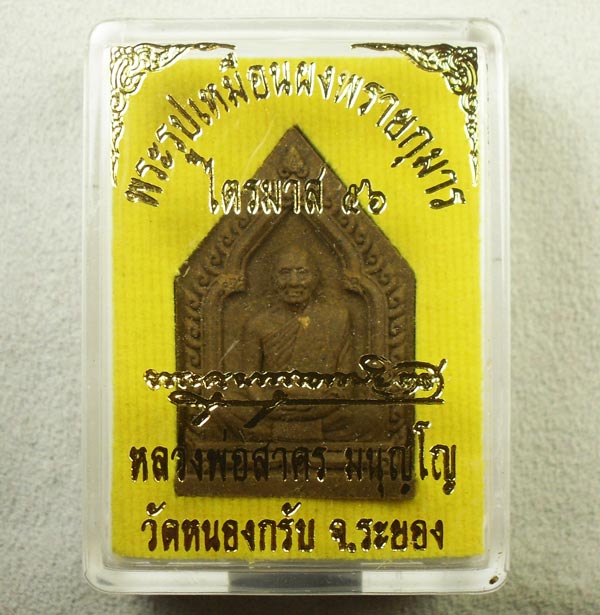 พระรูปเหมือนผงพรายกุมาร
ไตรมาส ๕๖
หลวงพ่อสาคร มนุญฺโญ
วัดหนองกรับ จ.ระยอง